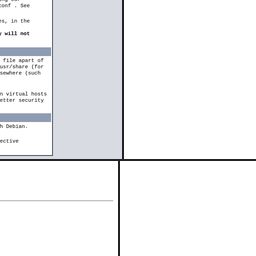 conf . See
es, in the
y will not
file apart of
usr/share (for
sewhere (such
n virtual hosts
etter security
h Debian.
ective